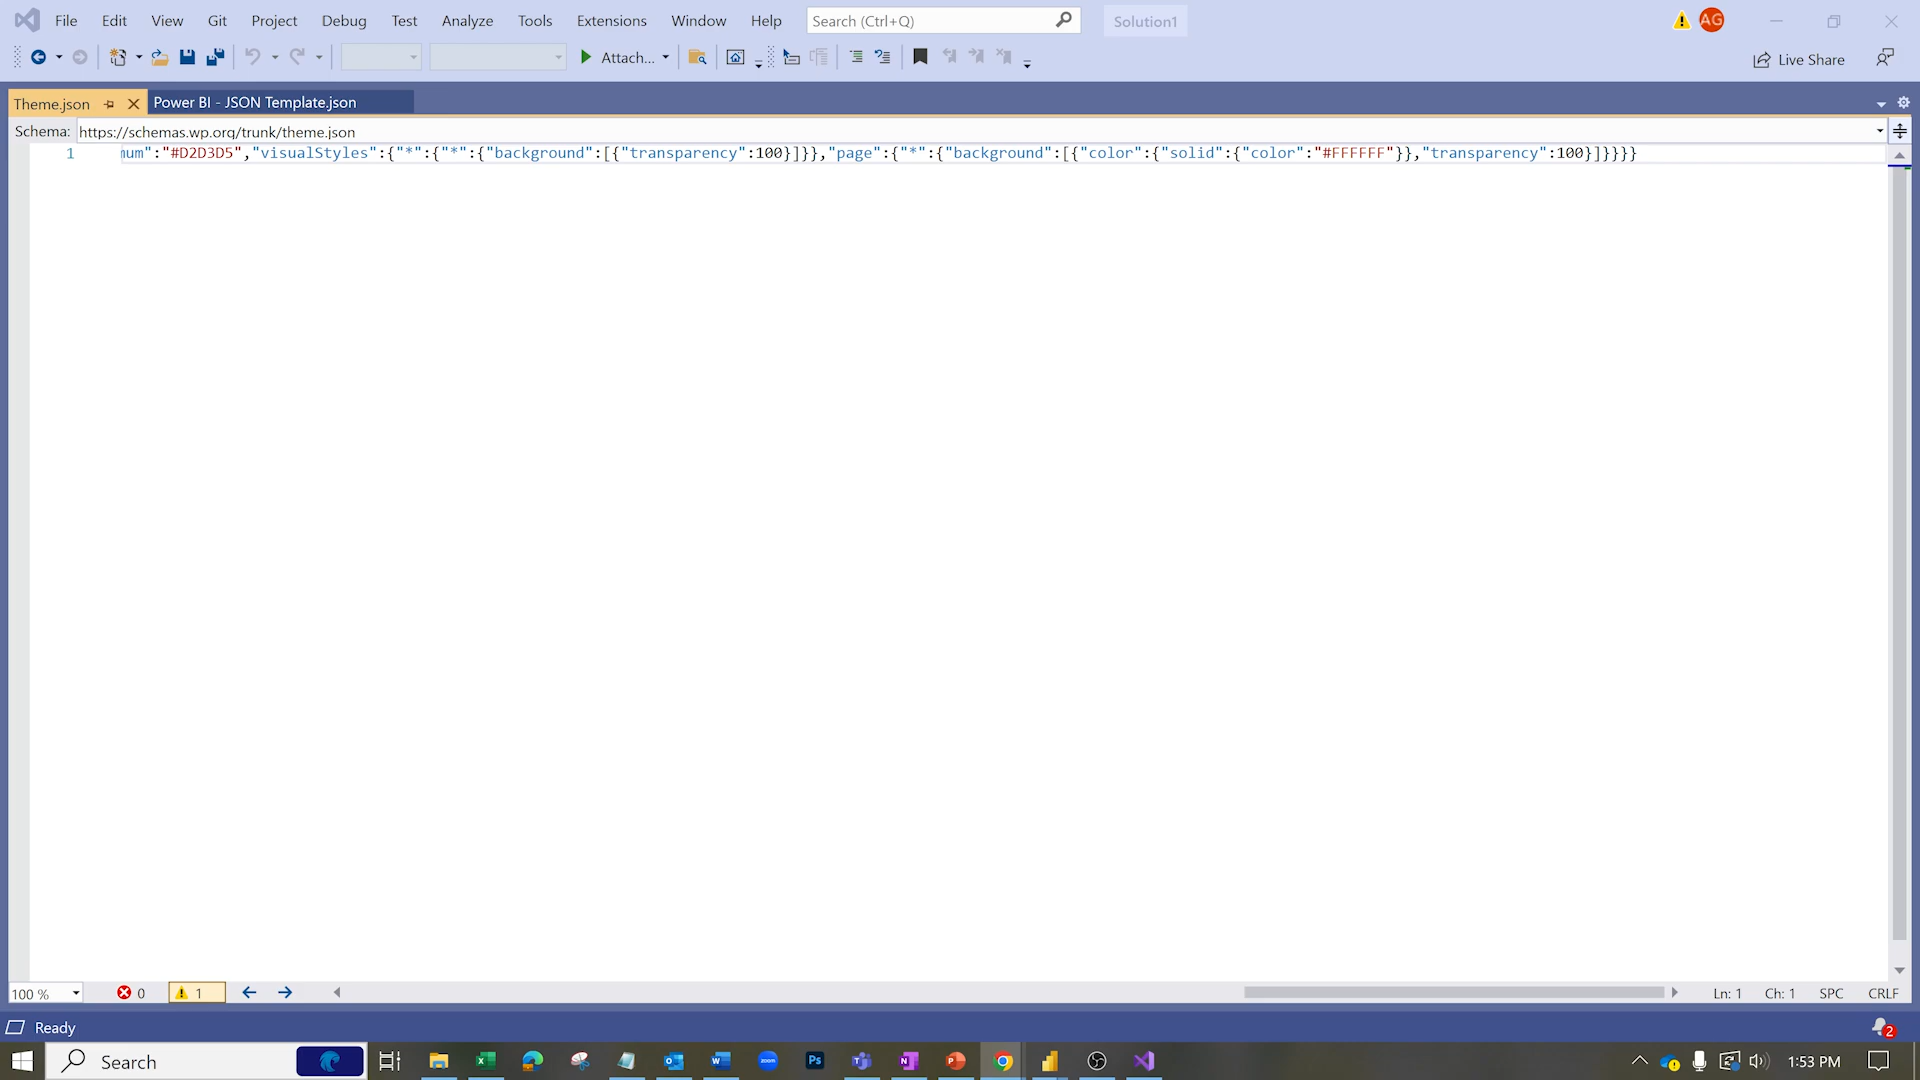 File Edit View Git Project Debug Test Analyze Tools Extensions Window Help Search (Ctrl+Q) Solution1 AG
Attach... Live Share
Theme.json Power BI - JSON Template.json
Schema: https://schemas.wp.org/trunk/theme.json
1 num":"#D2D3D5","visualStyles":{"*":{"*":{"background":[{"transparency":100}]}},"page":{"*":{"background":[{"color":{"solid":{"color":"#FFFFFF"}},"transparency":100}]}}}}
100 % 0 1 Ln: 1 Ch: 1 SPC CRLF
Ready 2
Search zoom Ps 1:53 PM